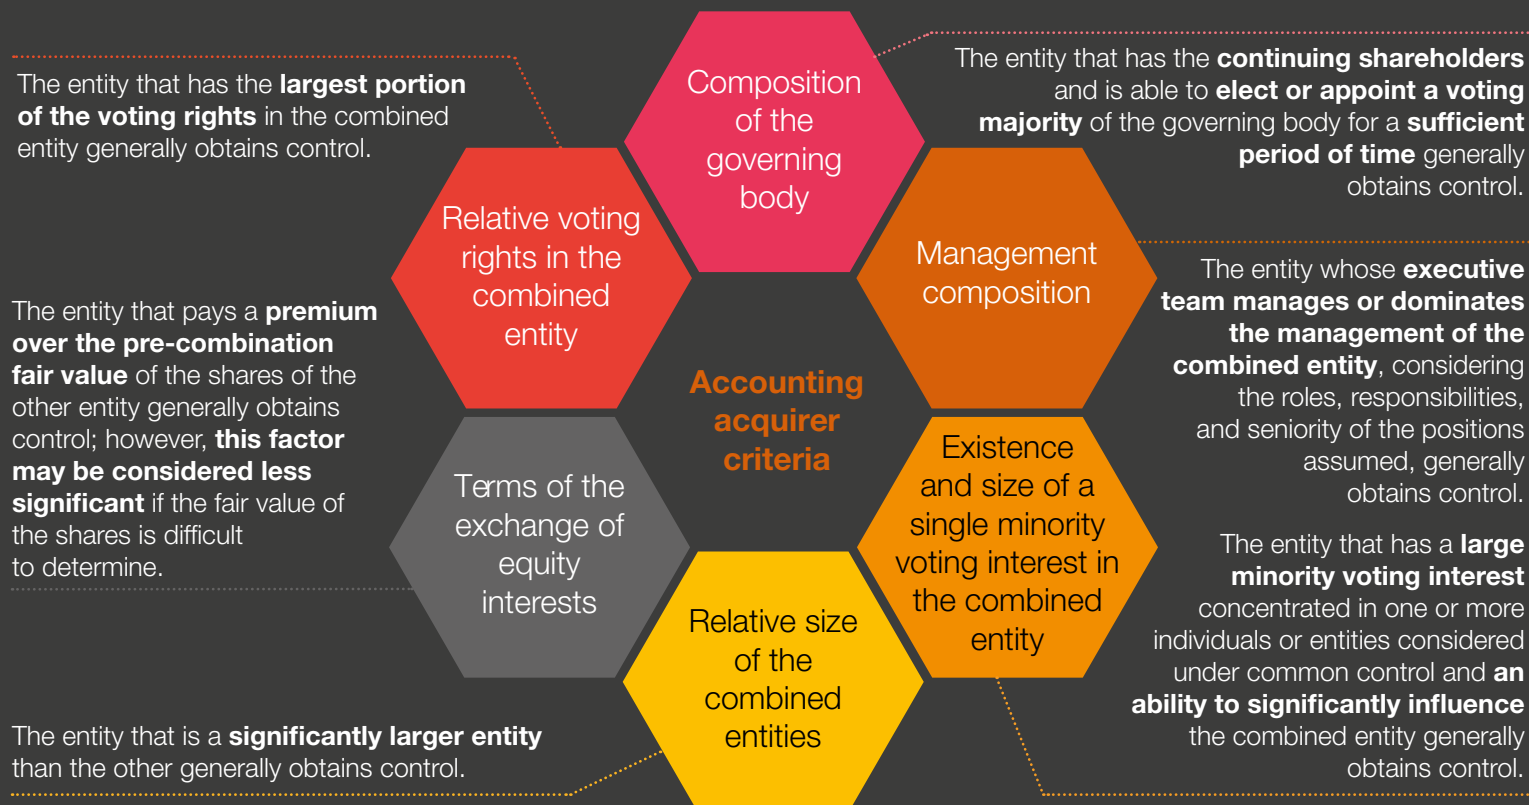 The entity that has the largest portion
of the voting rights in the combined
entity generally obtains control.
Composition
of the
governing
body
The entity that has the continuing shareholders
and is able to elect or appoint a voting
majority of the governing body for a sufficient
period of time generally
obtains control.
Relative voting
rights in the
combined
entity
Management
composition
The entity whose executive
team manages or dominates
the management of the
combined entity, considering
the roles, responsibilities,
and seniority of the positions
assumed, generally
obtains control.
The entity that pays a premium
over the pre-combination
fair value of the shares of the
other entity generally obtains
control; however, this factor
may be considered less
significant if the fair value of
the shares is difficult
to determine.
Accounting
acquirer
criteria
Terms of the
exchange of
equity
interests
Existence
and size of a
single minority
voting interest in
the combined
entity
The entity that has a large
minority voting interest
concentrated in one or more
individuals or entities considered
under common control and an
ability to significantly influence
the combined entity generally
obtains control.
Relative size
of the
combined
entities
The entity that is a significantly larger entity
than the other generally obtains control.